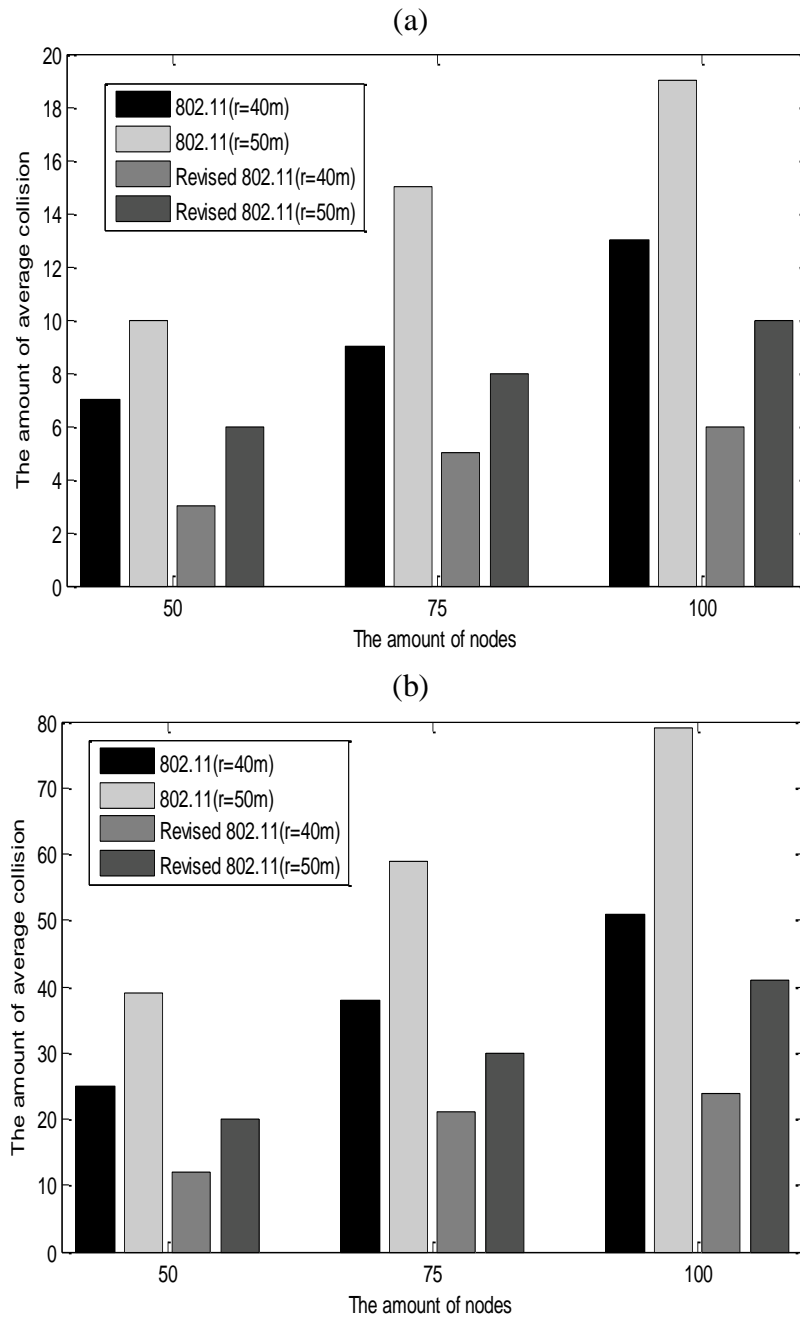 (a)
20
18
16
14
12
10
8
6
4
2
0
The amount of average collision
802.11(r=40m)
802.11(r=50m)
Revised 802.11(r=40m)
Revised 802.11(r=50m)
50
75
100
The amount of nodes
(b)
80
70
60
50
40
30
20
10
0
The amount of average collision
802.11(r=40m)
802.11(r=50m)
Revised 802.11(r=40m)
Revised 802.11(r=50m)
50
75
100
The amount of nodes